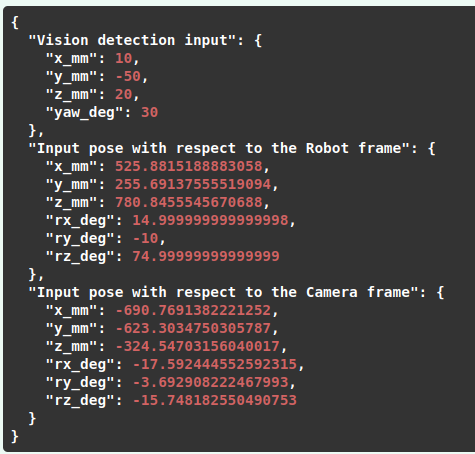 {
  "Vision detection input": {
    "x_mm": 10,
    "y_mm": -50,
    "z_mm": 20,
    "yaw_deg": 30
  },
  "Input pose with respect to the Robot frame": {
    "x_mm": 525.8815188883058,
    "y_mm": 255.69137555519094,
    "z_mm": 780.8455545670688,
    "rx_deg": 14.999999999999998,
    "ry_deg": -10,
    "rz_deg": 74.99999999999999
  },
  "Input pose with respect to the Camera frame": {
    "x_mm": -690.7691382221252,
    "y_mm": -623.3034750305787,
    "z_mm": -324.54703156040017,
    "rx_deg": -17.592444552592315,
    "ry_deg": -3.692908222467993,
    "rz_deg": -15.748182550490753
  }
}